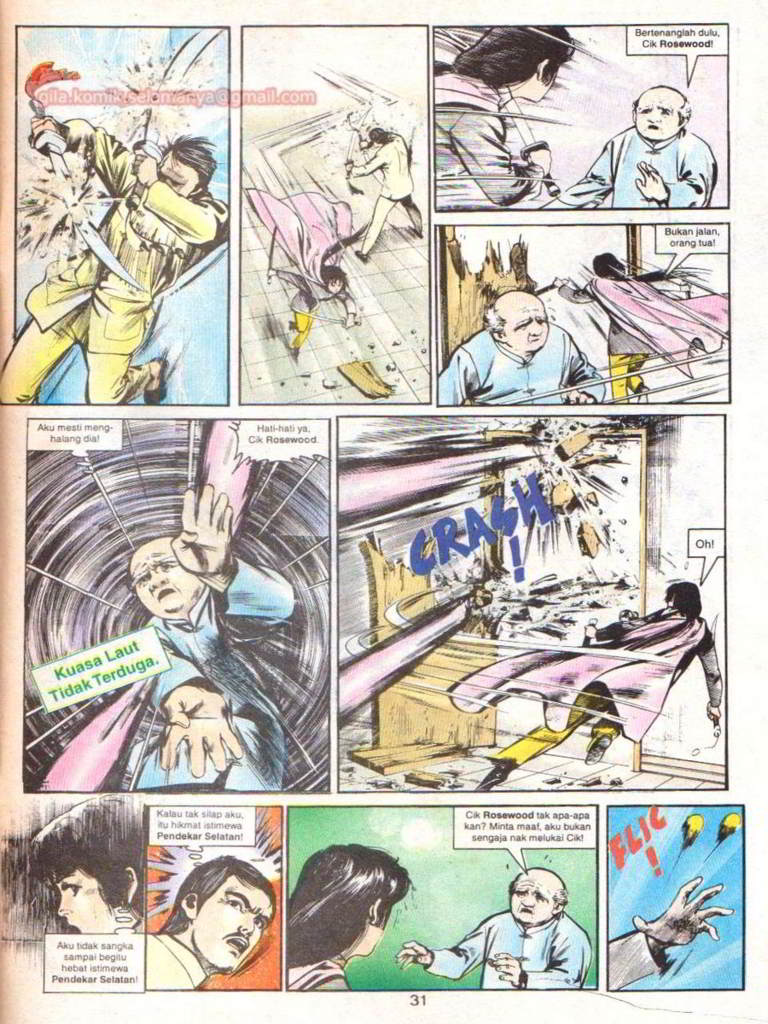 gila.komik.selamanya@gmail.com
Bertenanglah dulu,
Cik Rosewood!
Bukan jalan,
orang tua!
Aku mesti meng-
halang dia!
Hati-hati ya,
Cik Rosewood.
Kuasa Laut
Tidak Terduga.
CRASH!
Oh!
Kalau tak silap aku,
itu hikmat istimewa
Pendekar Selatan!
Aku tidak sangka
sampai begitu
hebat istimewa
Pendekar Selatan!
Cik Rosewood tak apa-apa
kan? Minta maaf, aku bukan
sengaja nak melukai Cik!
FLIC!
31